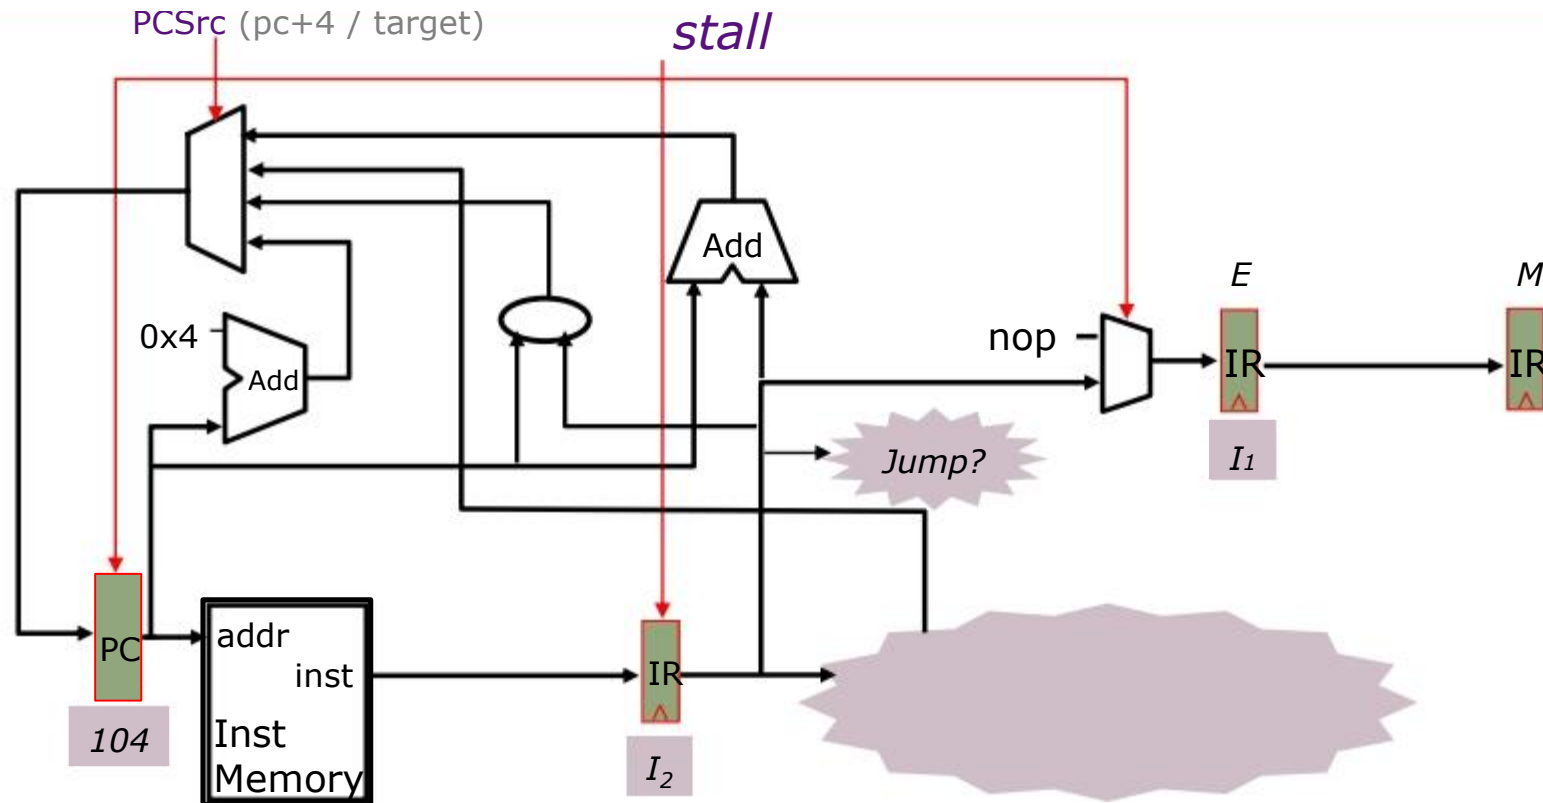 PCSrc (pc+4 / target)
stall
Add
E
M
0x4
nop
Add
IR
IR
Jump?
I1
PC
addr
inst
IR
Inst
Memory
104
I2